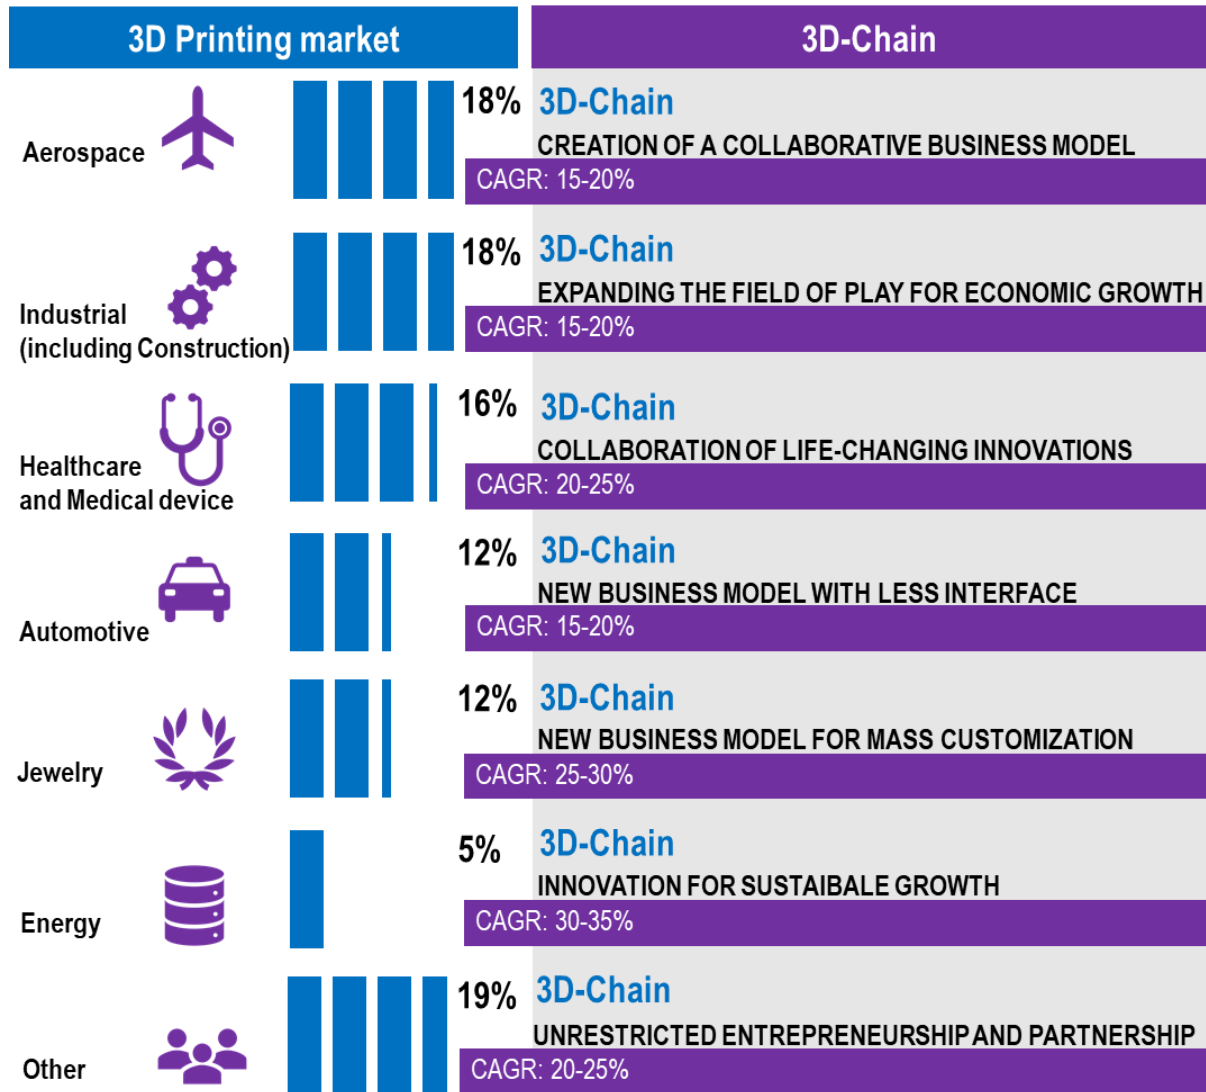 3D Printing market
3D-Chain
Aerospace
18%
3D-Chain
CREATION OF A COLLABORATIVE BUSINESS MODEL
CAGR: 15-20%
Industrial
(including Construction)
18%
3D-Chain
EXPANDING THE FIELD OF PLAY FOR ECONOMIC GROWTH
CAGR: 15-20%
Healthcare
and Medical device
16%
3D-Chain
COLLABORATION OF LIFE-CHANGING INNOVATIONS
CAGR: 20-25%
Automotive
12%
3D-Chain
NEW BUSINESS MODEL WITH LESS INTERFACE
CAGR: 15-20%
Jewelry
12%
3D-Chain
NEW BUSINESS MODEL FOR MASS CUSTOMIZATION
CAGR: 25-30%
Energy
5%
3D-Chain
INNOVATION FOR SUSTAIBALE GROWTH
CAGR: 30-35%
Other
19%
3D-Chain
UNRESTRICTED ENTREPRENEURSHIP AND PARTNERSHIP
CAGR: 20-25%